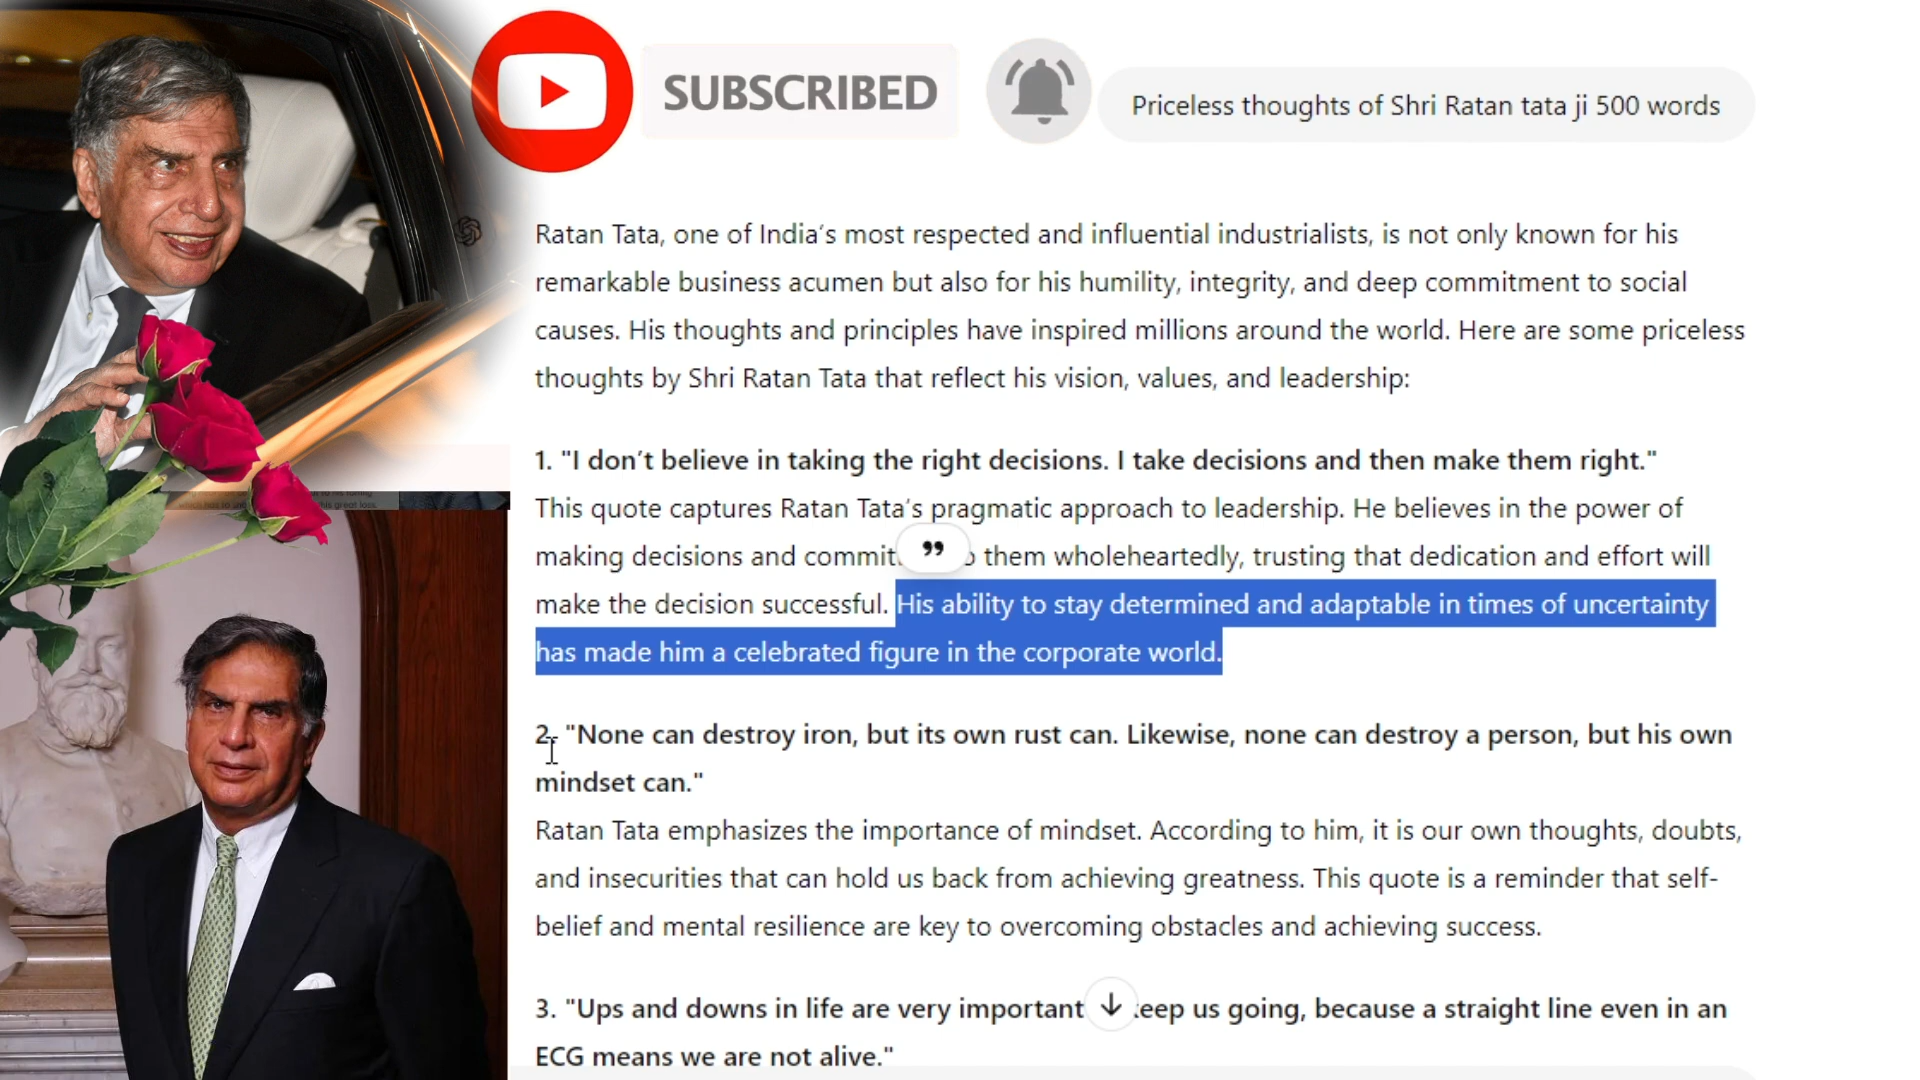 SUBSCRIBED
Priceless thoughts of Shri Ratan tata ji 500 words
Ratan Tata, one of India’s most respected and influential industrialists, is not only known for his
remarkable business acumen but also for his humility, integrity, and deep commitment to social
causes. His thoughts and principles have inspired millions around the world. Here are some priceless
thoughts by Shri Ratan Tata that reflect his vision, values, and leadership:
1. "I don’t believe in taking the right decisions. I take decisions and then make them right."
This quote captures Ratan Tata’s pragmatic approach to leadership. He believes in the power of
making decisions and commit them wholeheartedly, trusting that dedication and effort will
make the decision successful. His ability to stay determined and adaptable in times of uncertainty
has made him a celebrated figure in the corporate world.
2. "None can destroy iron, but its own rust can. Likewise, none can destroy a person, but his own
mindset can."
Ratan Tata emphasizes the importance of mindset. According to him, it is our own thoughts, doubts,
and insecurities that can hold us back from achieving greatness. This quote is a reminder that self-
belief and mental resilience are key to overcoming obstacles and achieving success.
3. "Ups and downs in life are very important eep us going, because a straight line even in an
ECG means we are not alive."